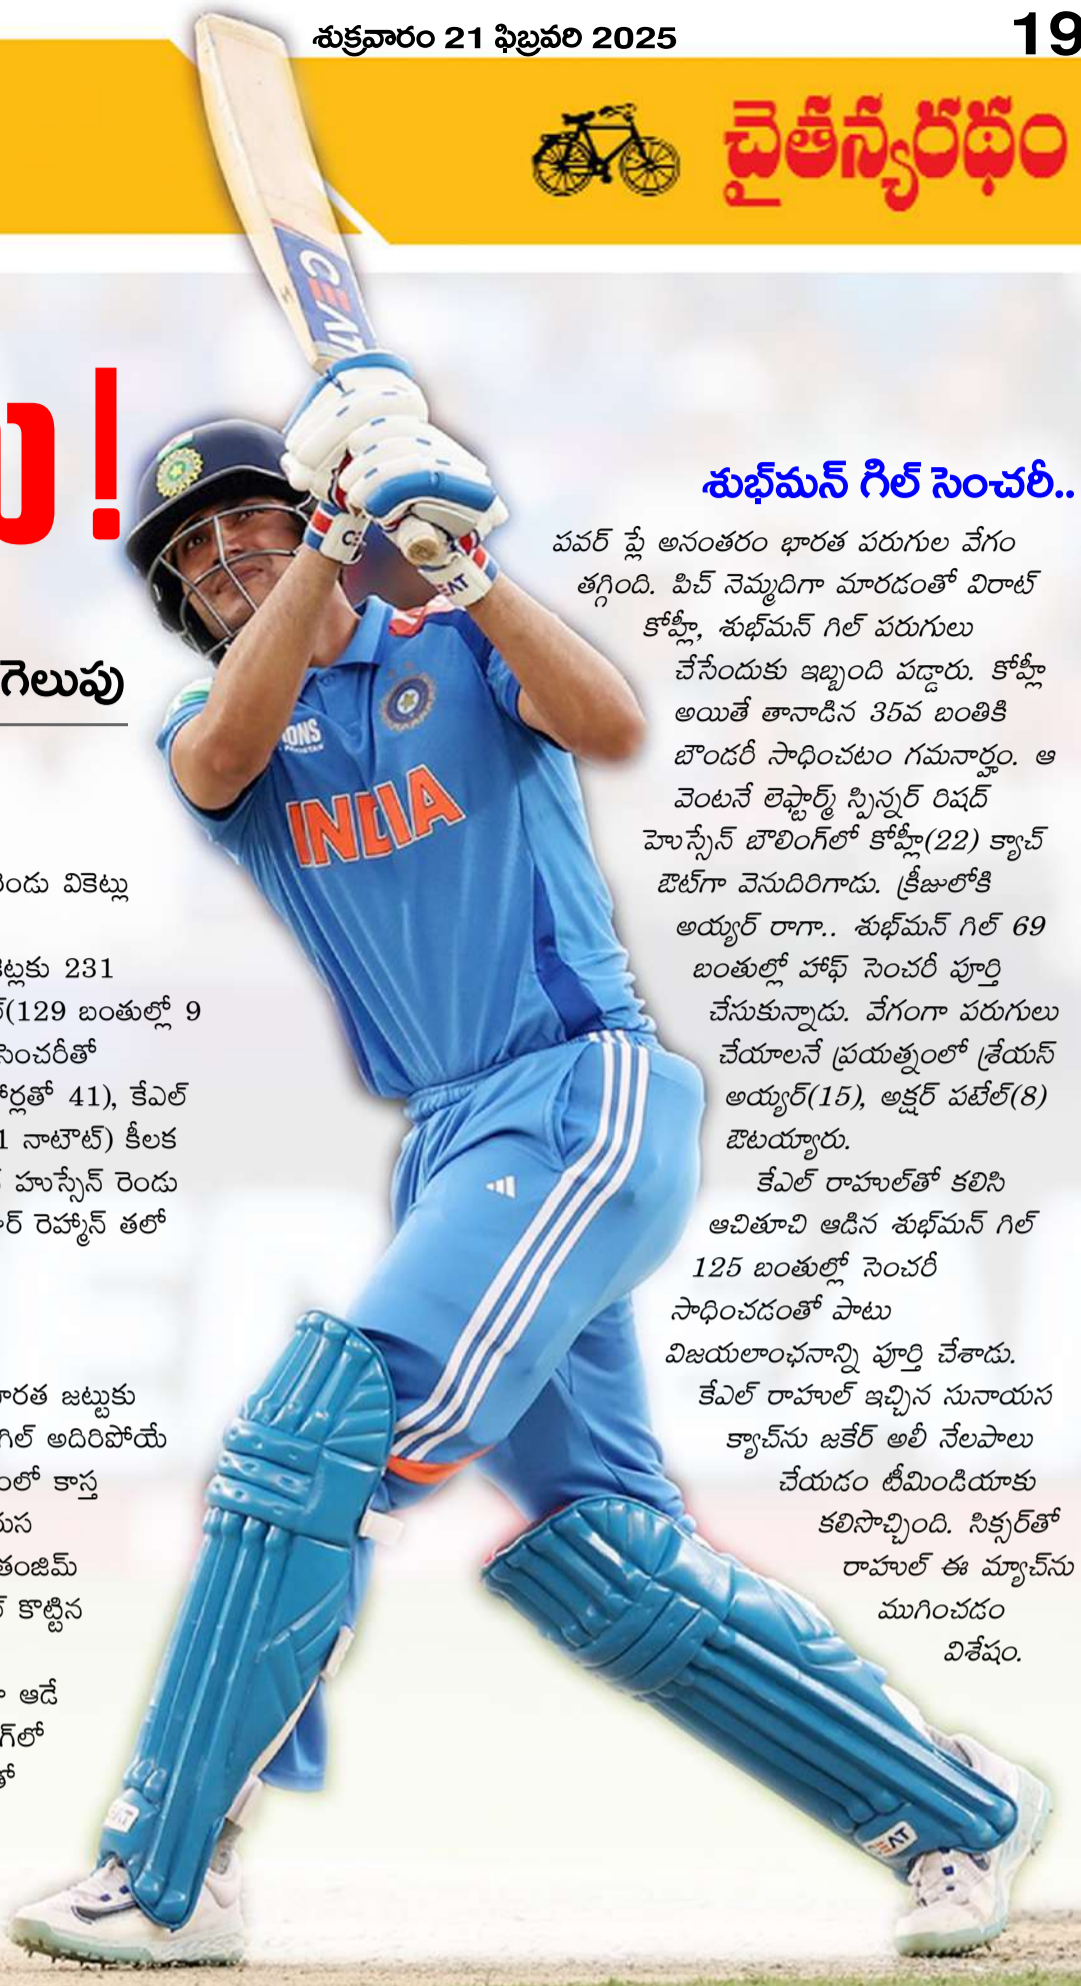 శుక్రవారం 21 ఫిబ్రవరి 2025
19
చైతన్యరథం
CEAT
గెలుపు
రెండు వికెట్లు
231
(129 బంతుల్లో 9
సెంచరీతో
41), కేఎల్
నాటౌట్) కీలక
హుస్సేన్ రెండు
రెహ్మాన్ తలో
జట్టుకు
గిల్ అదిరిపోయే
కాస్త
తంజిమ్
కొట్టిన
ఆడే
INDIA
CEAT
శుభ్‌మన్ గిల్ సెంచరీ..
పవర్ ప్లే అనంతరం భారత పరుగుల వేగం
తగ్గింది. పిచ్ నెమ్మదిగా మారడంతో విరాట్
కోహ్లీ, శుభ్‌మన్ గిల్ పరుగులు
చేసేందుకు ఇబ్బంది పడ్డారు. కోహ్లీ
అయితే తానాడిన 35వ బంతికి
బౌండరీ సాధించటం గమనార్హం. ఆ
వెంటనే లెఫ్టార్మ్ స్పిన్నర్ రిషద్
హెుస్సేన్ బౌలింగ్‌లో కోహ్లీ(22) క్యాచ్
ఔట్‌గా వెనుదిరిగాడు. క్రీజులోకి
అయ్యర్ రాగా.. శుభ్‌మన్ గిల్ 69
బంతుల్లో హాఫ్ సెంచరీ పూర్తి
చేసుకున్నాడు. వేగంగా పరుగులు
చేయాలనే ప్రయత్నంలో శ్రేయస్
అయ్యర్(15), అక్షర్ పటేల్(8)
ఔటయ్యారు.
కేఎల్ రాహుల్‌తో కలిసి
ఆచితూచి ఆడిన శుభ్‌మన్ గిల్
125 బంతుల్లో సెంచరీ
సాధించడంతో పాటు
విజయలాంఛనాన్ని పూర్తి చేశాడు.
కేఎల్ రాహుల్ ఇచ్చిన సునాయస
క్యాచ్‌ను జకేర్ అలీ నేలపాలు
చేయడం టీమిండియాకు
కలిసొచ్చింది. సిక్సర్‌తో
రాహుల్ ఈ మ్యాచ్‌ను
ముగించడం
విశేషం.